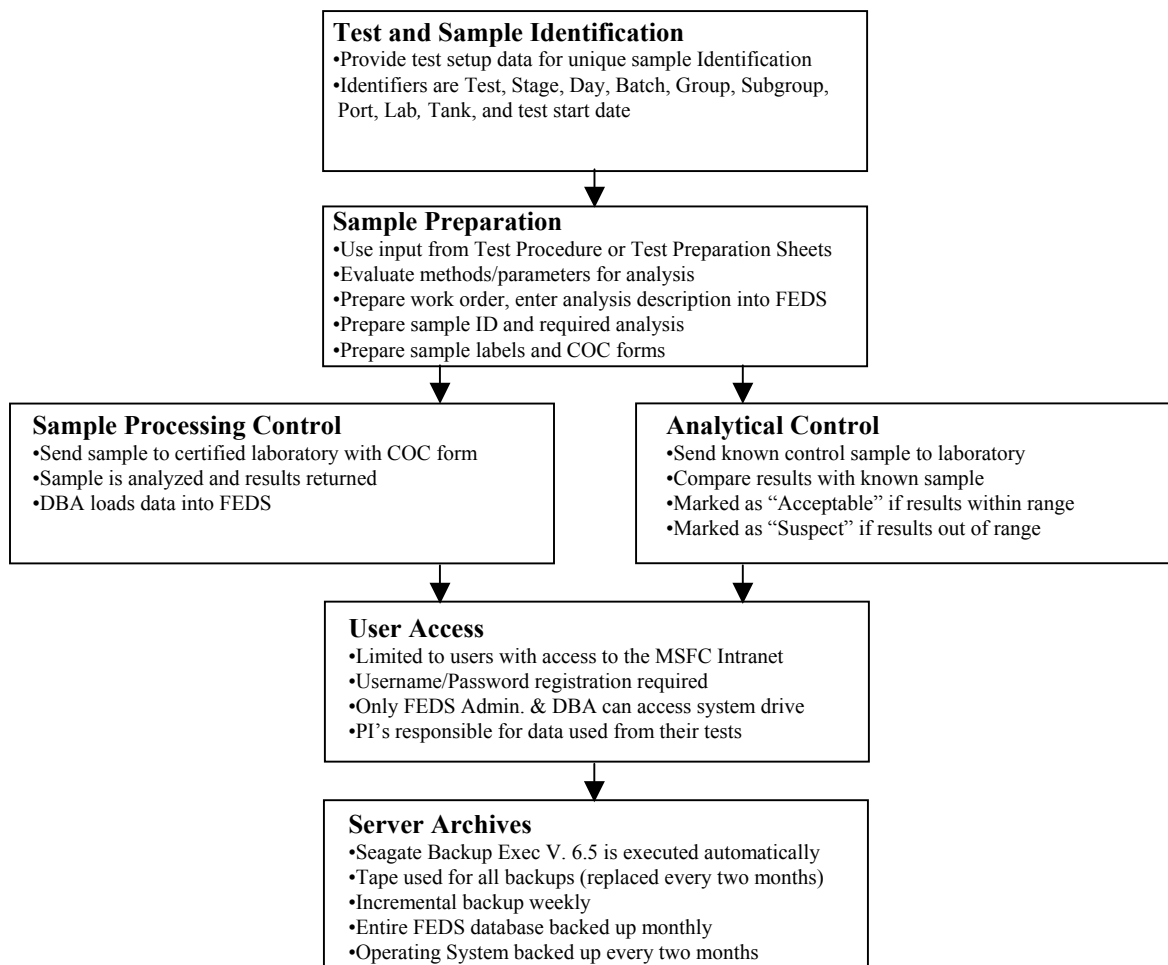 Test and Sample Identification
•Provide test setup data for unique sample Identification
•Identifiers are Test, Stage, Day, Batch, Group, Subgroup,
Port, Lab, Tank, and test start date
Sample Preparation
•Use input from Test Procedure or Test Preparation Sheets
•Evaluate methods/parameters for analysis
•Prepare work order, enter analysis description into FEDS
•Prepare sample ID and required analysis
•Prepare sample labels and COC forms
Sample Processing Control
•Send sample to certified laboratory with COC form
•Sample is analyzed and results returned
•DBA loads data into FEDS
Analytical Control
•Send known control sample to laboratory
•Compare results with known sample
•Marked as “Acceptable” if results within range
•Marked as “Suspect” if results out of range
User Access
•Limited to users with access to the MSFC Intranet
•Username/Password registration required
•Only FEDS Admin. & DBA can access system drive
•PI’s responsible for data used from their tests
Server Archives
•Seagate Backup Exec V. 6.5 is executed automatically
•Tape used for all backups (replaced every two months)
•Incremental backup weekly
•Entire FEDS database backed up monthly
•Operating System backed up every two months